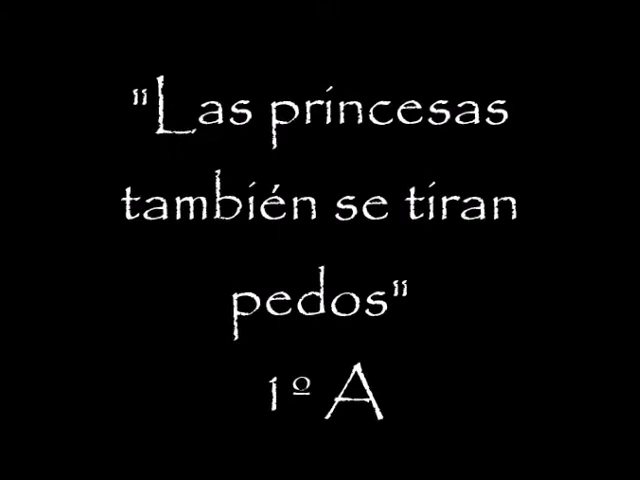 "Las princesas
también se tiran
pedos"
1º A